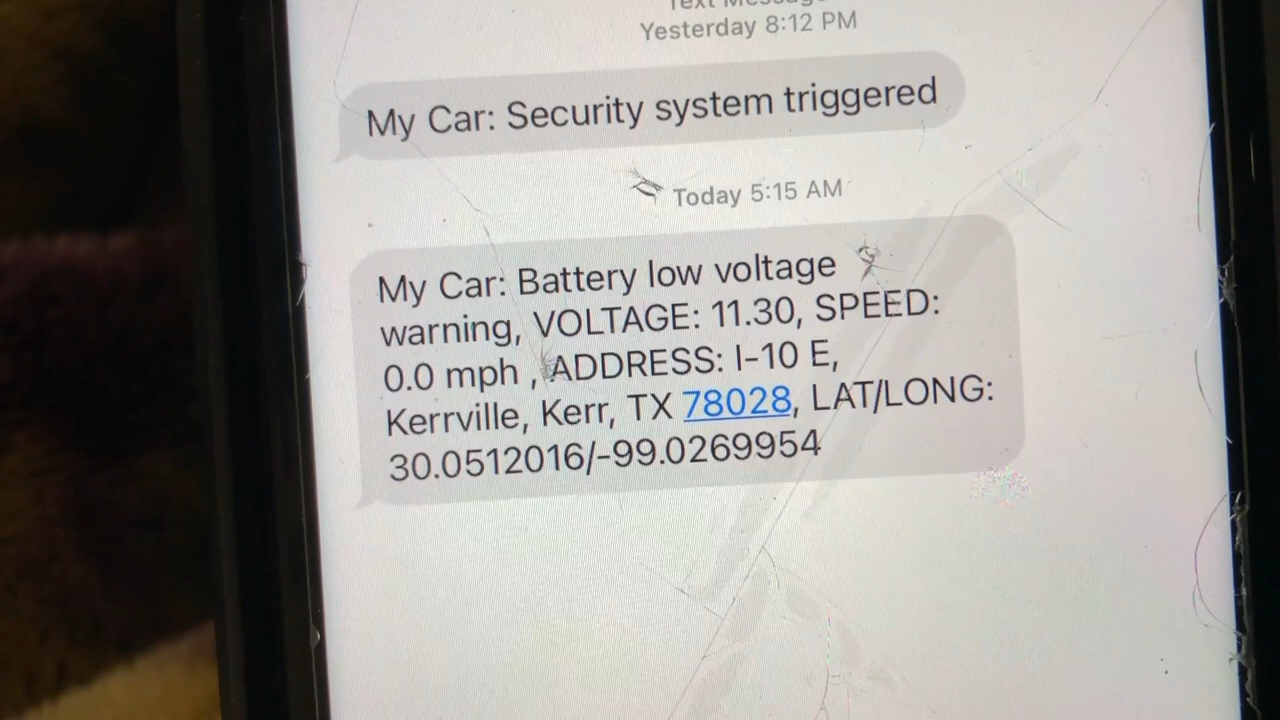 Text Message
Yesterday 8:12 PM
My Car: Security system triggered
Today 5:15 AM
My Car: Battery low voltage
warning, VOLTAGE: 11.30, SPEED:
0.0 mph , ADDRESS: I-10 E,
Kerrville, Kerr, TX 78028, LAT/LONG:
30.0512016/-99.0269954